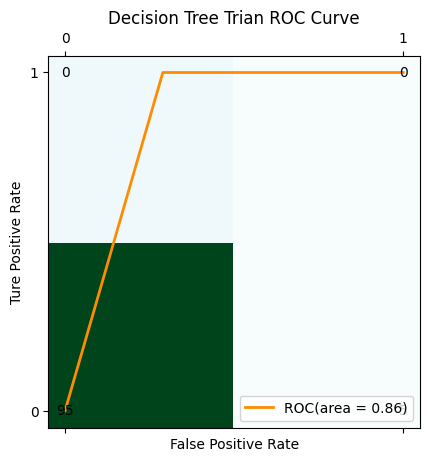 Decision Tree Trian ROC Curve
0 1
1 0 0
Ture Positive Rate
0 95
ROC(area = 0.86)
False Positive Rate